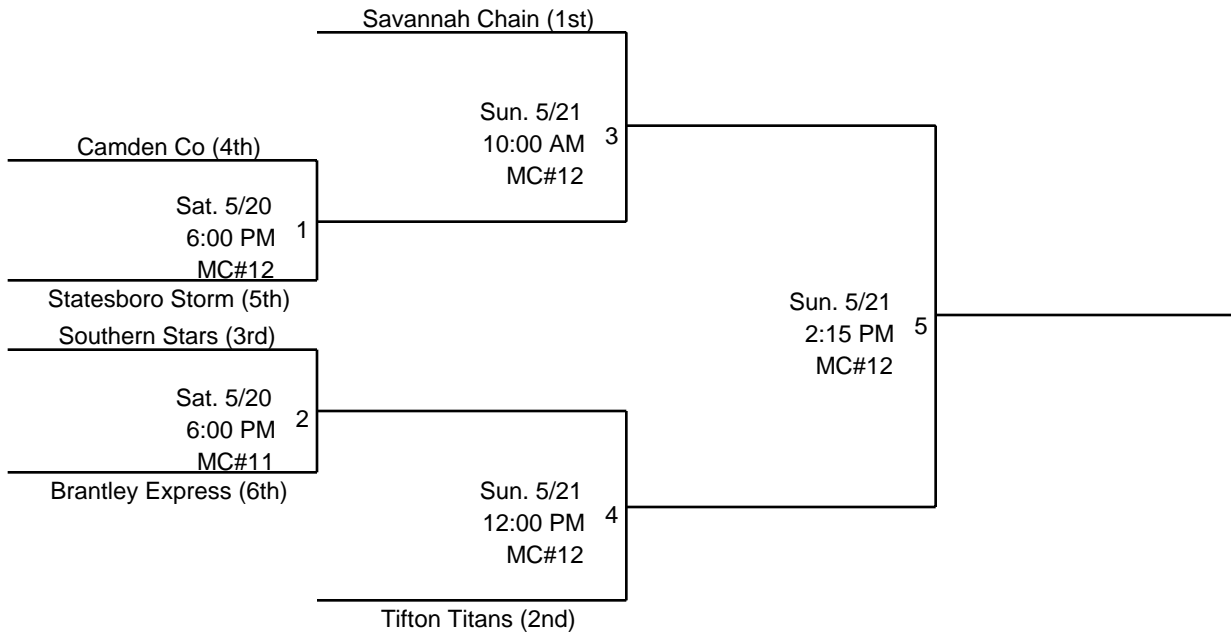 Savannah Chain (1st)
Sun. 5/21
10:00 AM
MC#12
3
Camden Co (4th)
Sat. 5/20
6:00 PM
MC#12
1
Statesboro Storm (5th)
Southern Stars (3rd)
Sat. 5/20
6:00 PM
MC#11
2
Brantley Express (6th)
Sun. 5/21
12:00 PM
MC#12
4
Tifton Titans (2nd)
Sun. 5/21
2:15 PM
MC#12
5